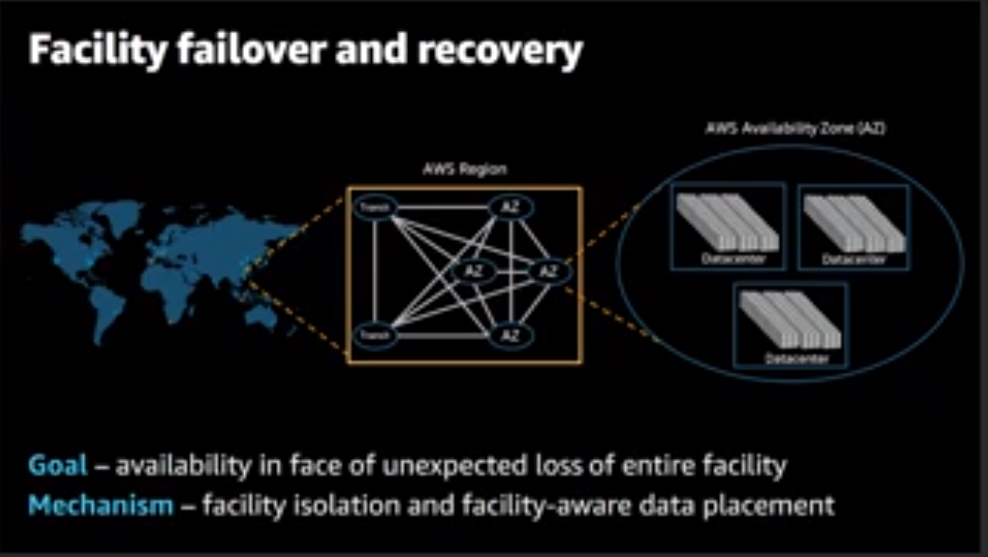 Facility failover and recovery
AWS Availability Zone (AZ)
AWS Region
Transit
AZ
AZ
AZ
Transit
AZ
Datacenter
Datacenter
Datacenter
Goal – availability in face of unexpected loss of entire facility
Mechanism – facility isolation and facility-aware data placement